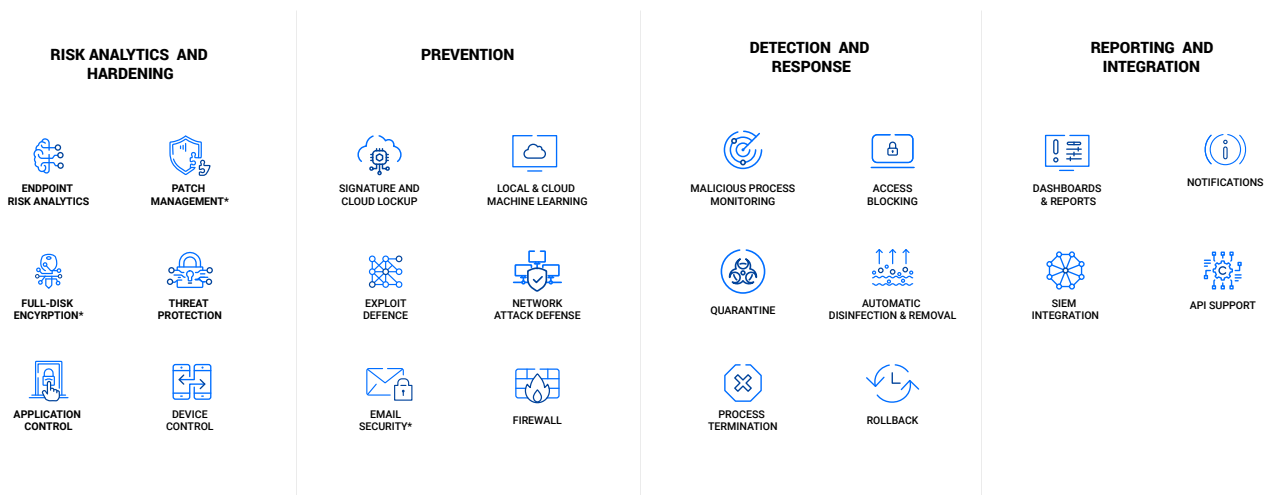 RISK ANALYTICS AND
HARDENING
ENDPOINT
RISK ANALYTICS
PATCH
MANAGEMENT*
FULL-DISK
ENCYRPTION*
THREAT
PROTECTION
APPLICATION
CONTROL
DEVICE
CONTROL
PREVENTION
SIGNATURE AND
CLOUD LOCKUP
LOCAL & CLOUD
MACHINE LEARNING
EXPLOIT
DEFENCE
NETWORK
ATTACK DEFENSE
EMAIL
SECURITY*
FIREWALL
DETECTION AND
RESPONSE
MALICIOUS PROCESS
MONITORING
ACCESS
BLOCKING
QUARANTINE
AUTOMATIC
DISINFECTION & REMOVAL
PROCESS
TERMINATION
ROLLBACK
REPORTING AND
INTEGRATION
DASHBOARDS
& REPORTS
NOTIFICATIONS
SIEM
INTEGRATION
API SUPPORT